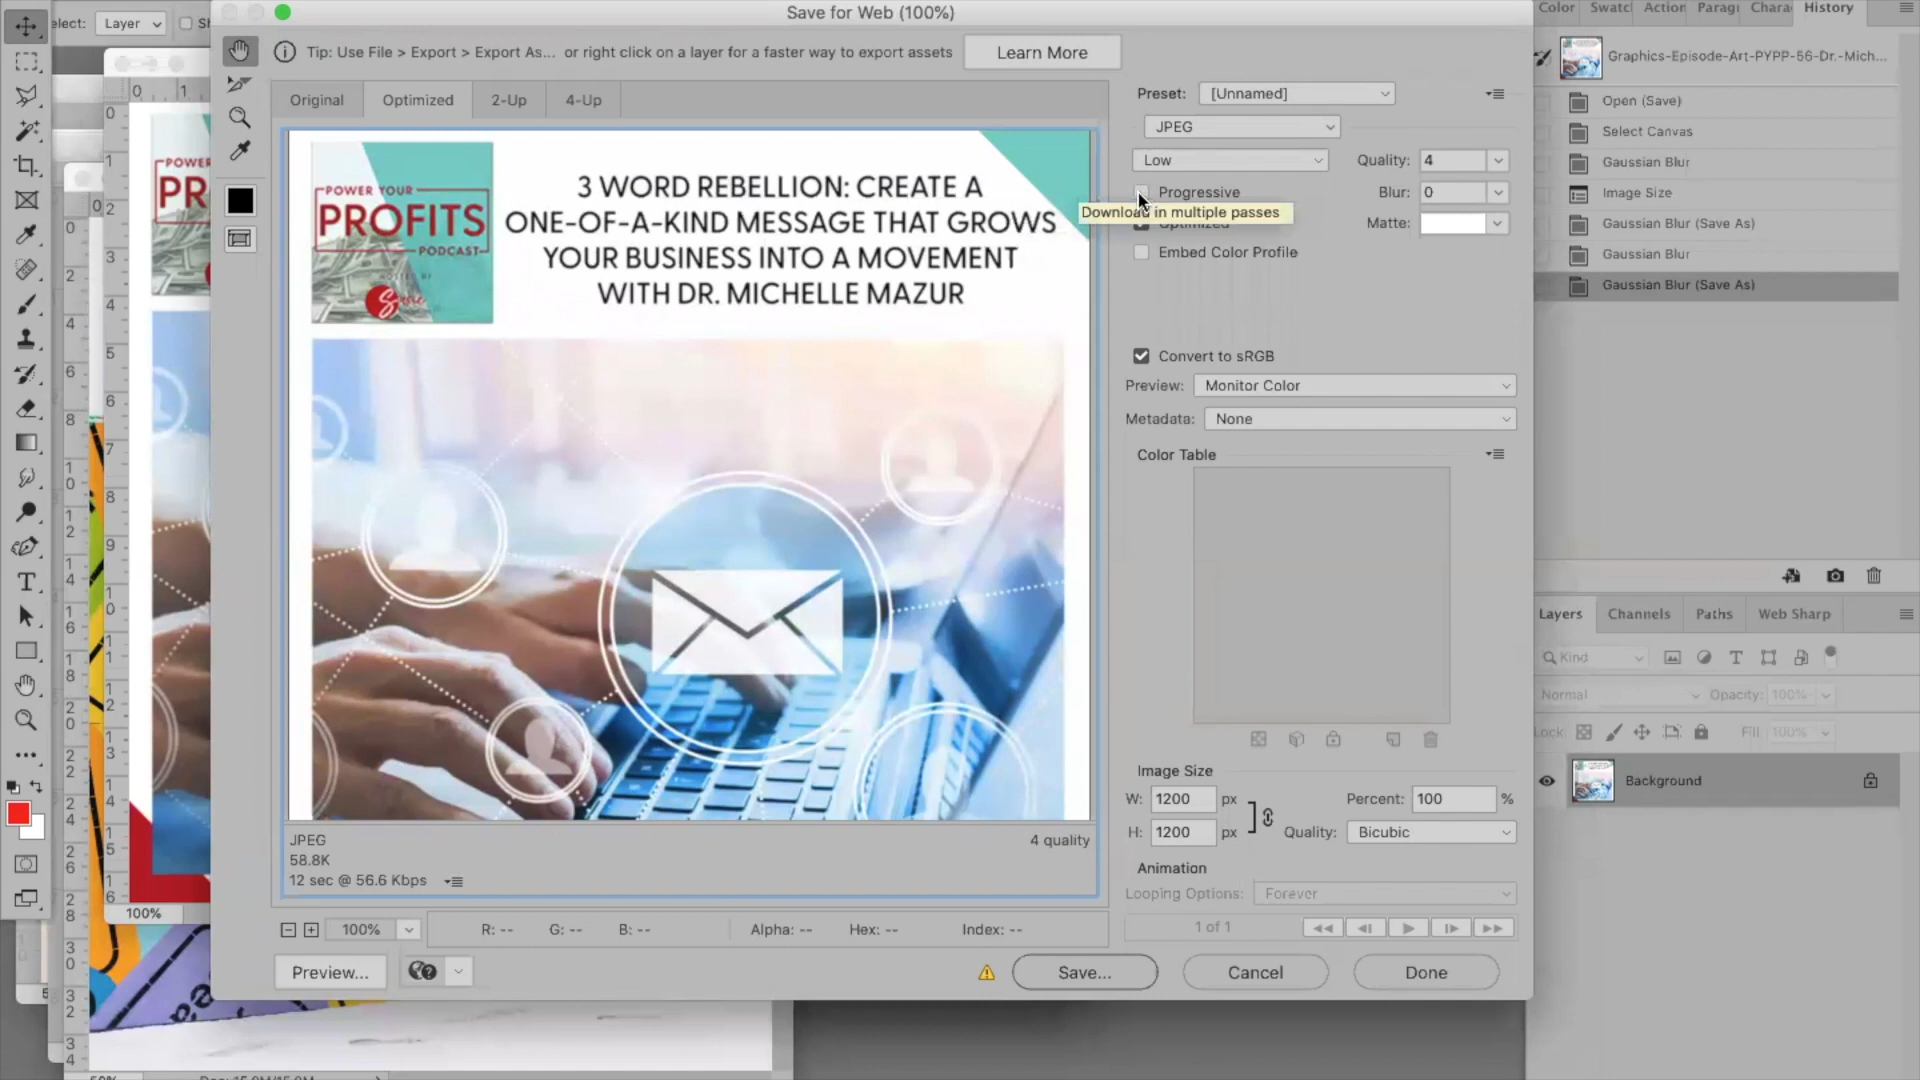 elect:
Layer
Save for Web (100%)
Tip: Use File > Export > Export As... or right click on a layer for a faster way to export assets
Learn More
Original
Optimized
2-Up
4-Up
POWER YOUR
PROFITS
PODCAST
HOSTED BY
Susie
3 WORD REBELLION: CREATE A
ONE-OF-A-KIND MESSAGE THAT GROWS
YOUR BUSINESS INTO A MOVEMENT
WITH DR. MICHELLE MAZUR
JPEG
4 quality
58.8K
12 sec @ 56.6 Kbps
100%
R: --
G: --
B: --
Alpha: --
Hex: --
Index: --
Preview...
Save...
Cancel
Done
Preset:
[Unnamed]
JPEG
Low
Quality: 4
Progressive
Blur: 0
Download in multiple passes
Optimized
Matte:
Embed Color Profile
Convert to sRGB
Preview: Monitor Color
Metadata: None
Color Table
Image Size
W: 1200 px
Percent: 100 %
H: 1200 px
Quality: Bicubic
Animation
Looping Options: Forever
1 of 1
Color
Swatc
Action
Paragi
Chara
History
Graphics-Episode-Art-PYPP-56-Dr.-Mich...
Open (Save)
Select Canvas
Gaussian Blur
Image Size
Gaussian Blur (Save As)
Gaussian Blur
Gaussian Blur (Save As)
Layers
Channels
Paths
Web Sharp
Kind
Normal
Opacity: 100%
Lock:
Fill: 100%
Background
100%